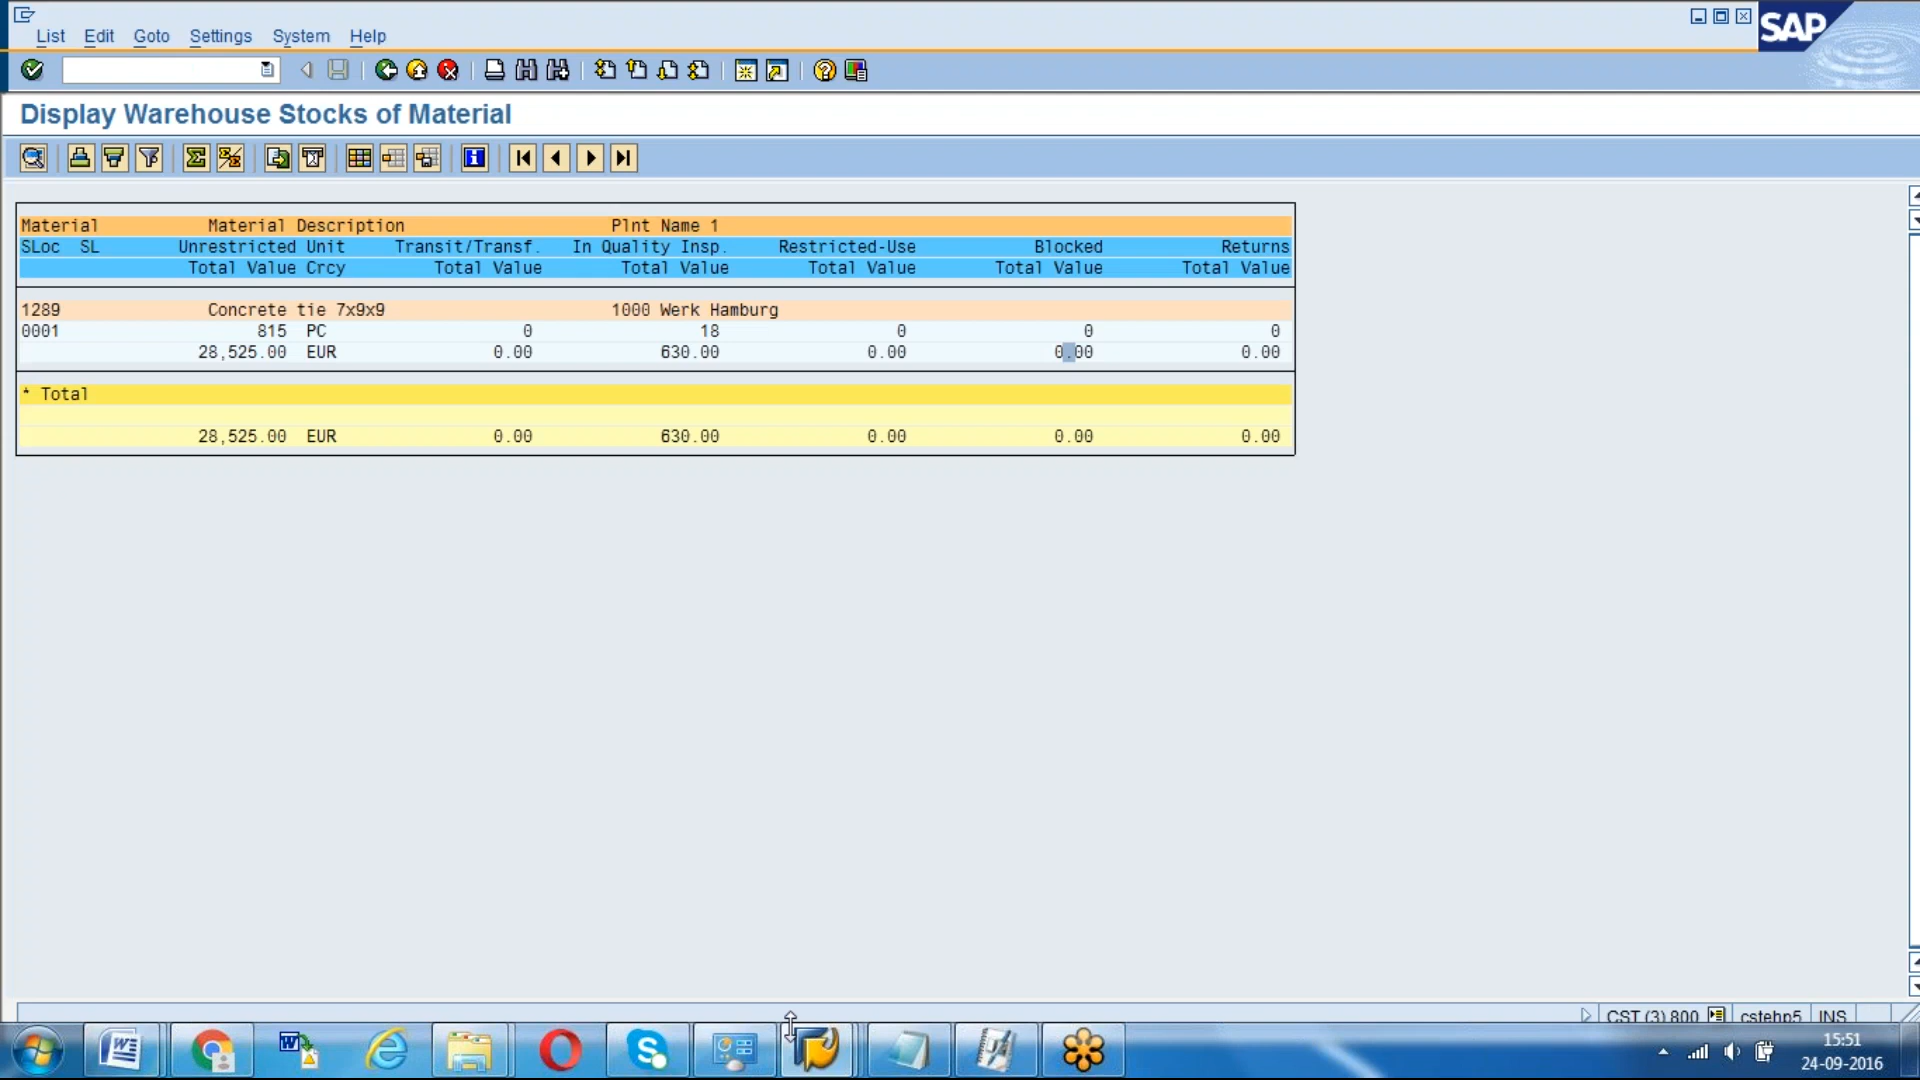 List Edit Goto Settings System Help
SAP
Display Warehouse Stocks of Material
Material Material Description Plnt Name 1
SLoc SL Unrestricted Unit Transit/Transf. In Quality Insp. Restricted-Use Blocked Returns
Total Value Crcy Total Value Total Value Total Value Total Value Total Value
1289 Concrete tie 7x9x9 1000 Werk Hamburg
0001 815 PC 0 18 0 0 0
28,525.00 EUR 0.00 630.00 0.00 0.00 0.00
* Total
28,525.00 EUR 0.00 630.00 0.00 0.00 0.00
CST (3) 800 cstehp5 INS
15:51
24-09-2016